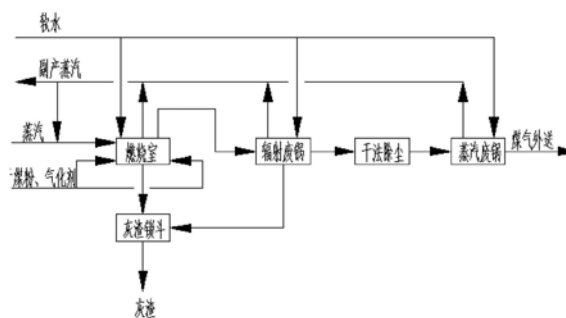 软水
副产蒸汽
蒸汽
燃烧室
辐射废锅
干法除尘
蒸汽废锅
煤气外送
干煤粉、气化剂
灰渣锁斗
灰渣